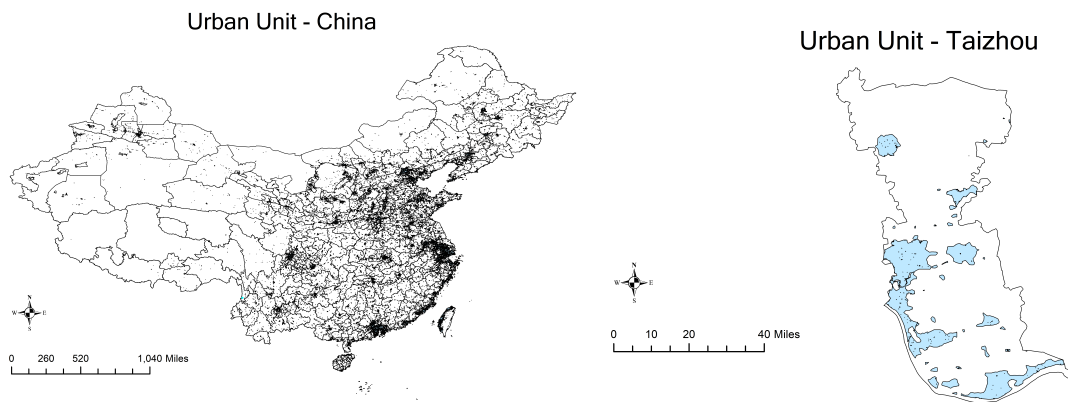 Urban Unit - China
Urban Unit - Taizhou
N
W E
S
0 260 520 1,040 Miles
N
W E
S
0 10 20 40 Miles